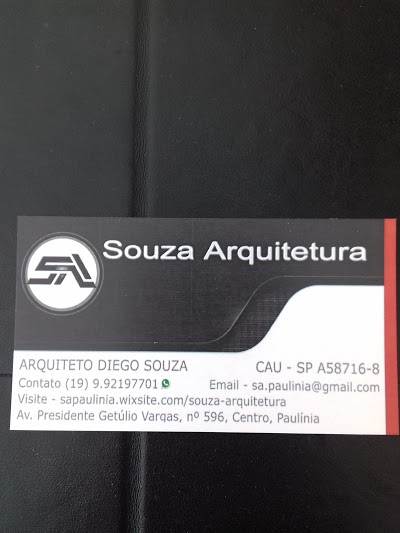 SA
Souza Arquitetura
ARQUITETO DIEGO SOUZA CAU - SP A58716-8
Contato (19) 9.92197701 Email - sa.paulinia@gmail.com
Visite - sapaulinia.wixsite.com/souza-arquitetura
Av. Presidente Getúlio Vargas, nº 596, Centro, Paulínia